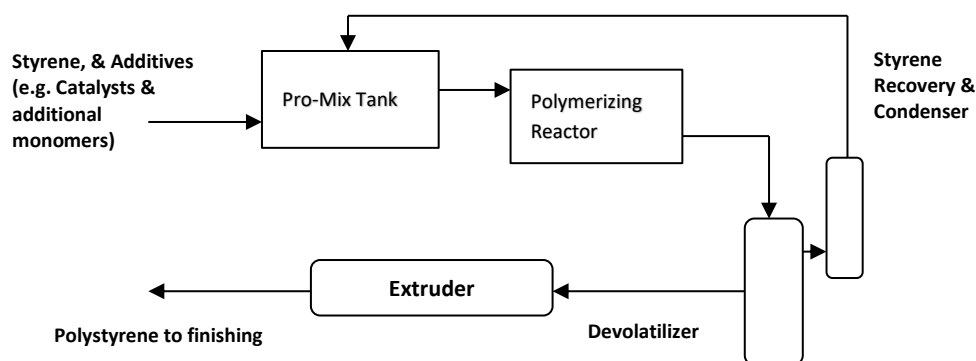 Styrene, & Additives
(e.g. Catalysts &
additional
monomers)
Pro-Mix Tank
Polymerizing
Reactor
Styrene
Recovery &
Condenser
Extruder
Devolatilizer
Polystyrene to finishing